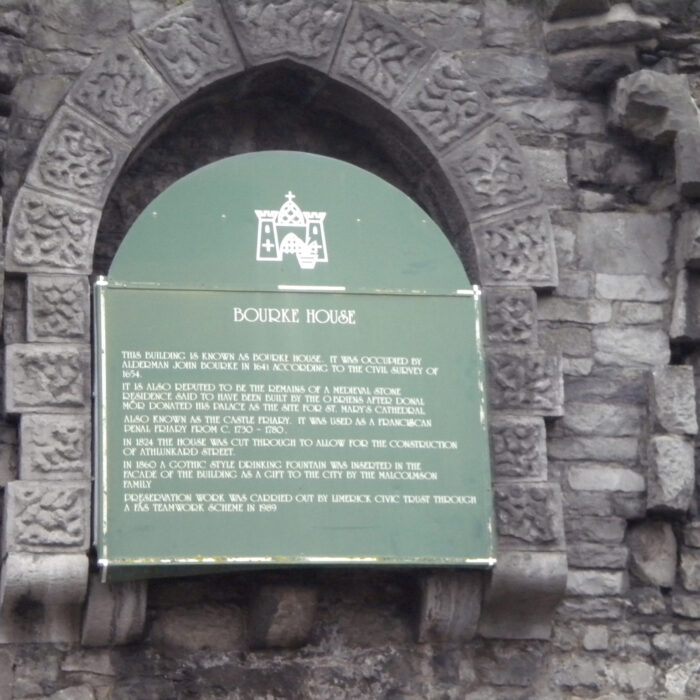 BOURKE HOUSE
THIS BUILDING IS KNOWN AS BOURKE HOUSE. IT WAS OCCUPIED BY
ALDERMAN JOHN BOURKE IN 1641 ACCORDING TO THE CIVIL SURVEY OF
1654.
IT IS ALSO REPUTED TO BE THE REMAINS OF A MEDIEVAL STONE
RESIDENCE SAID TO HAVE BEEN BUILT BY THE O'BRIENS AFTER DONAL
MÓR DONATED HIS PALACE AS THE SITE FOR ST. MARY'S CATHEDRAL.
ALSO KNOWN AS THE CASTLE FRIARY. IT WAS USED AS A FRANCISCAN
PENAL FRIARY FROM C. 1730 - 1780.
IN 1824 THE HOUSE WAS CUT THROUGH TO ALLOW FOR THE CONSTRUCTION
OF ATHLUNKARD STREET.
IN 1860 A GOTHIC STYLE DRINKING FOUNTAIN WAS INSERTED IN THE
FACADE OF THE BUILDING AS A GIFT TO THE CITY BY THE MALCOLMSON
FAMILY
PRESERVATION WORK WAS CARRIED OUT BY LIMERICK CIVIC TRUST THROUGH
A FÁS TEAMWORK SCHEME IN 1989